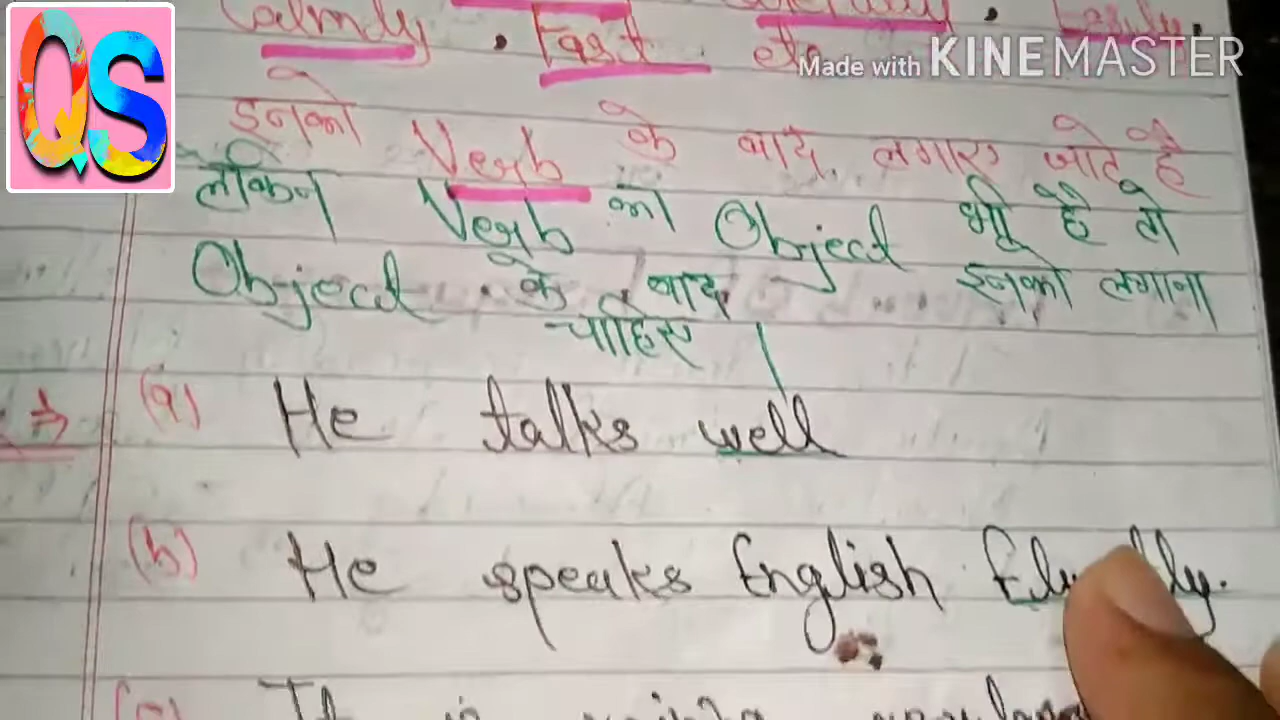 Calmly . Fast etc
Made with KINEMASTER
QS
इनको Verb के बाद लगाए जाते है
लेकिन Verb का Object भी है तो
Object के बाद इनको लगाना
चाहिए ।
(a) He talks well
(b) He speaks English